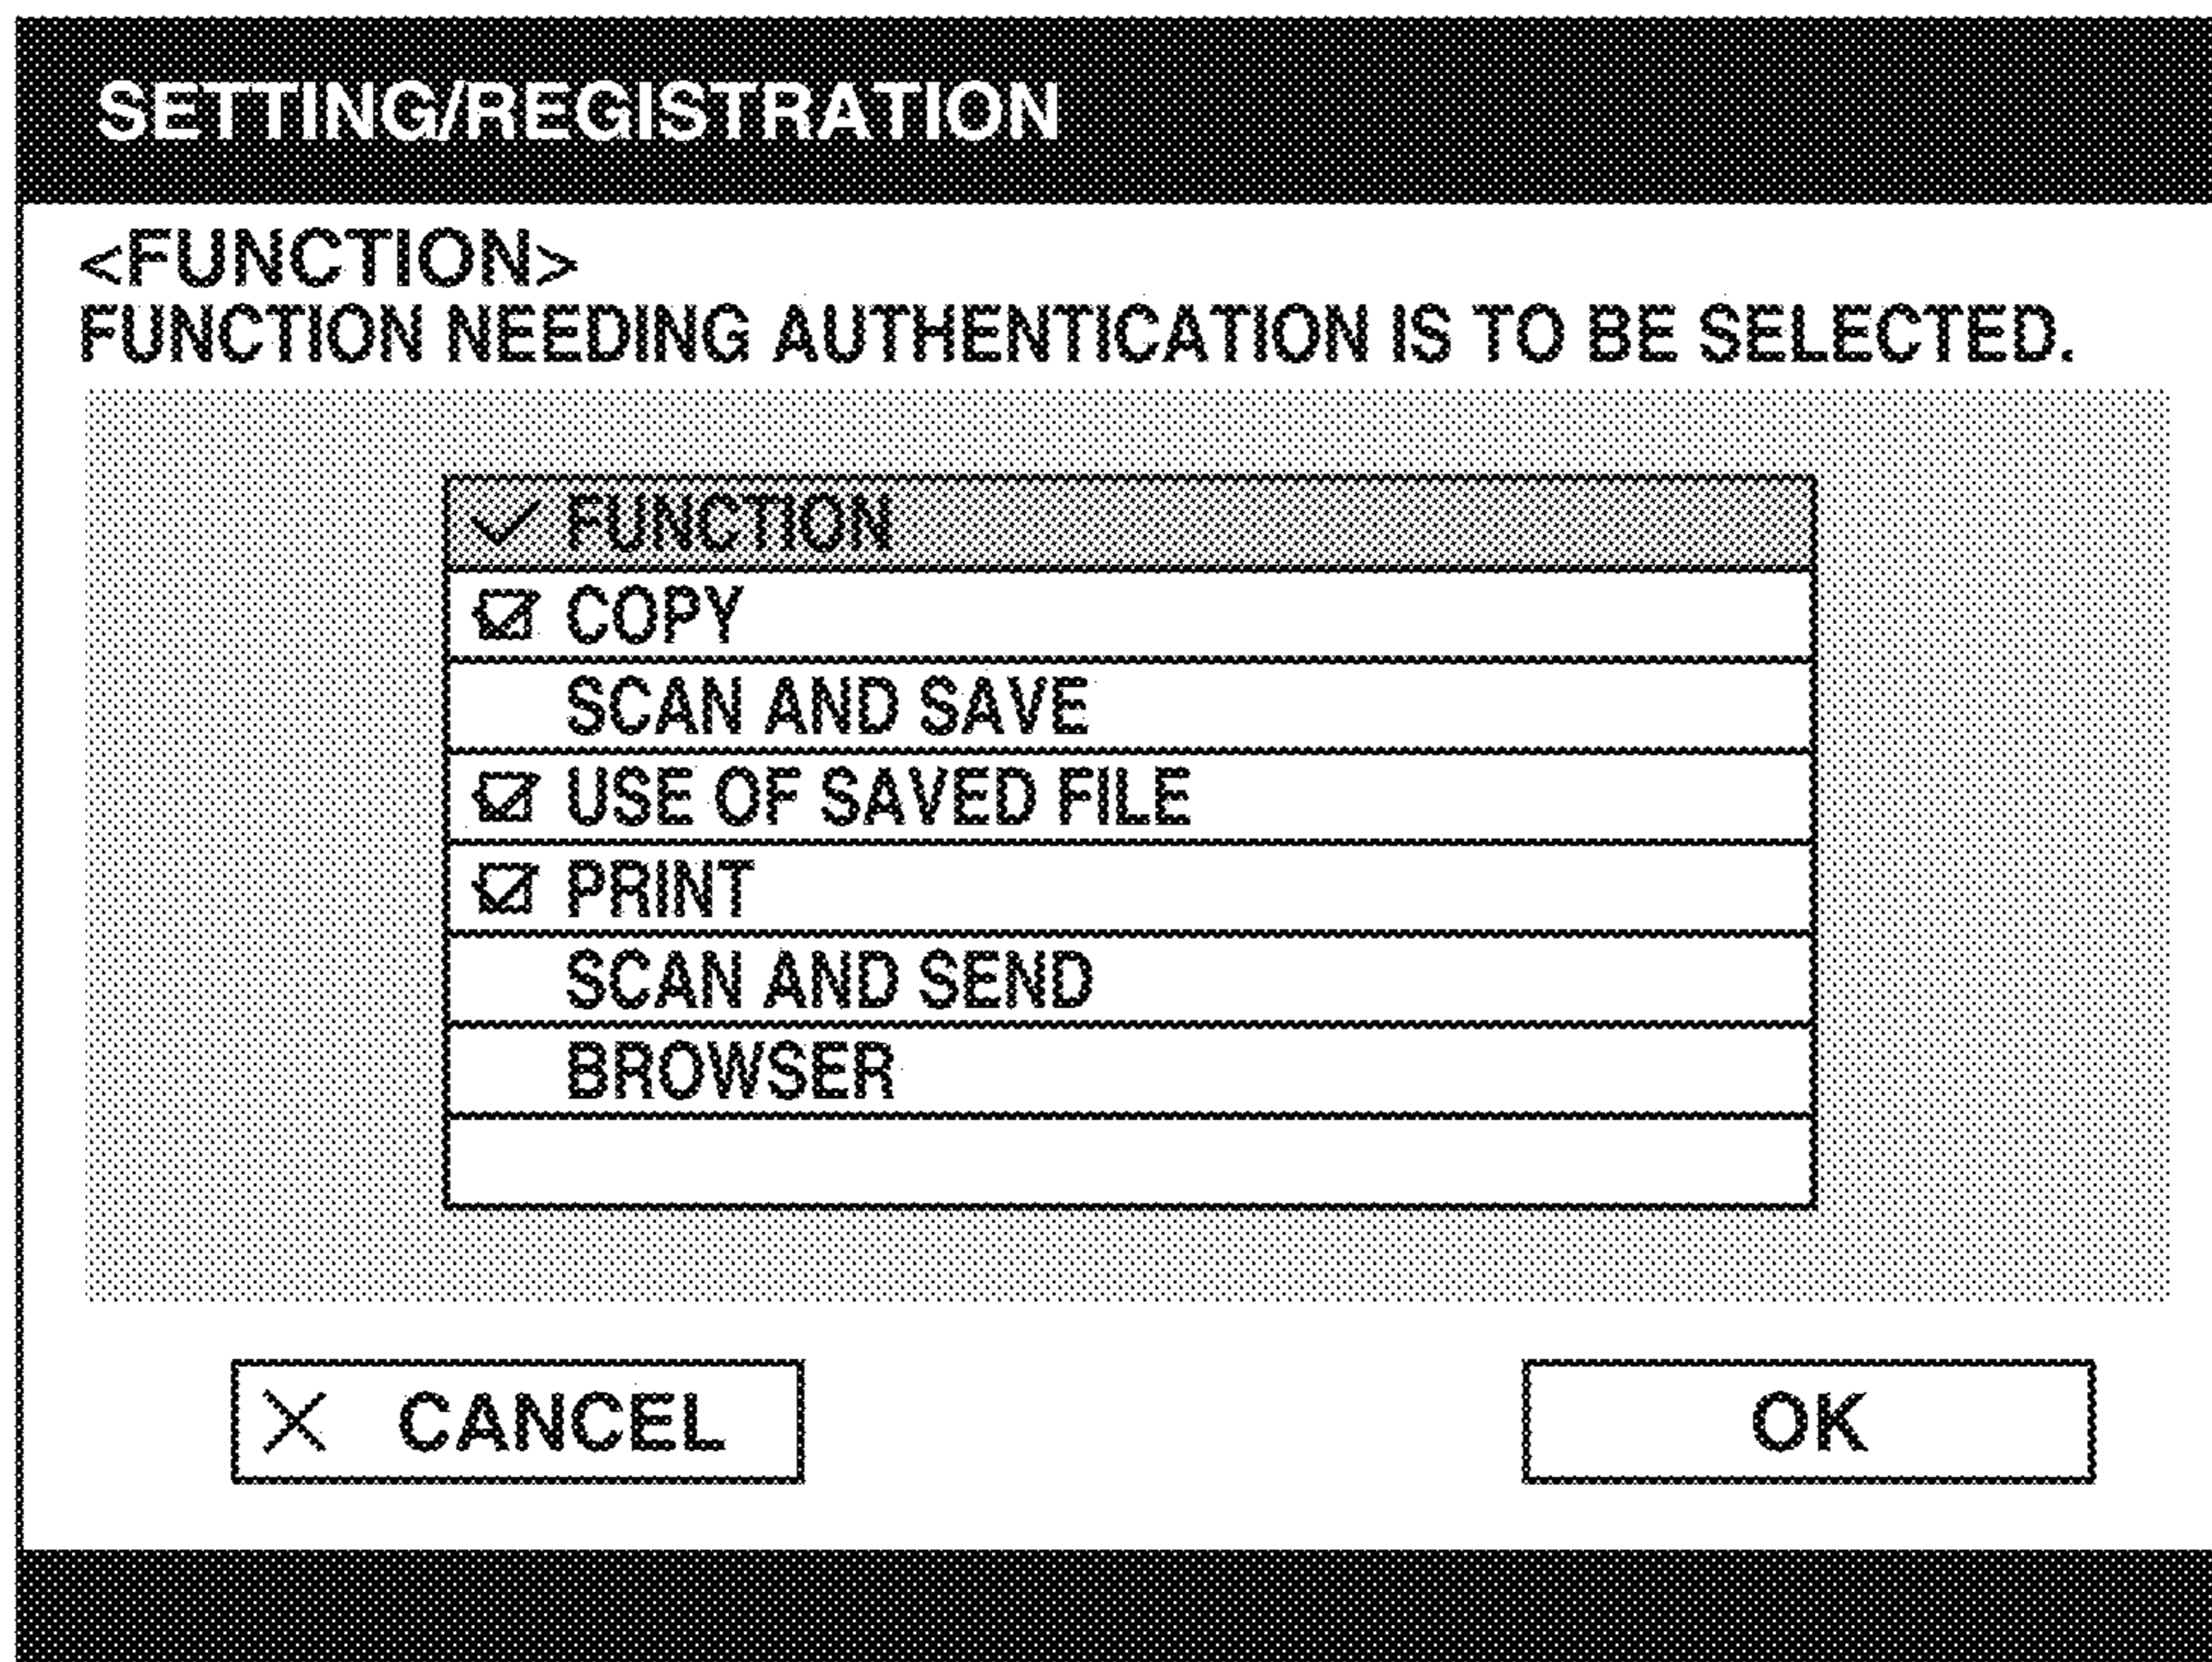 SETTING/REGISTRATION
<FUNCTION>
FUNCTION NEEDING AUTHENTICATION IS TO BE SELECTED.
✓ FUNCTION
☑ COPY
SCAN AND SAVE
☑ USE OF SAVED FILE
☑ PRINT
SCAN AND SEND
BROWSER
× CANCEL
OK